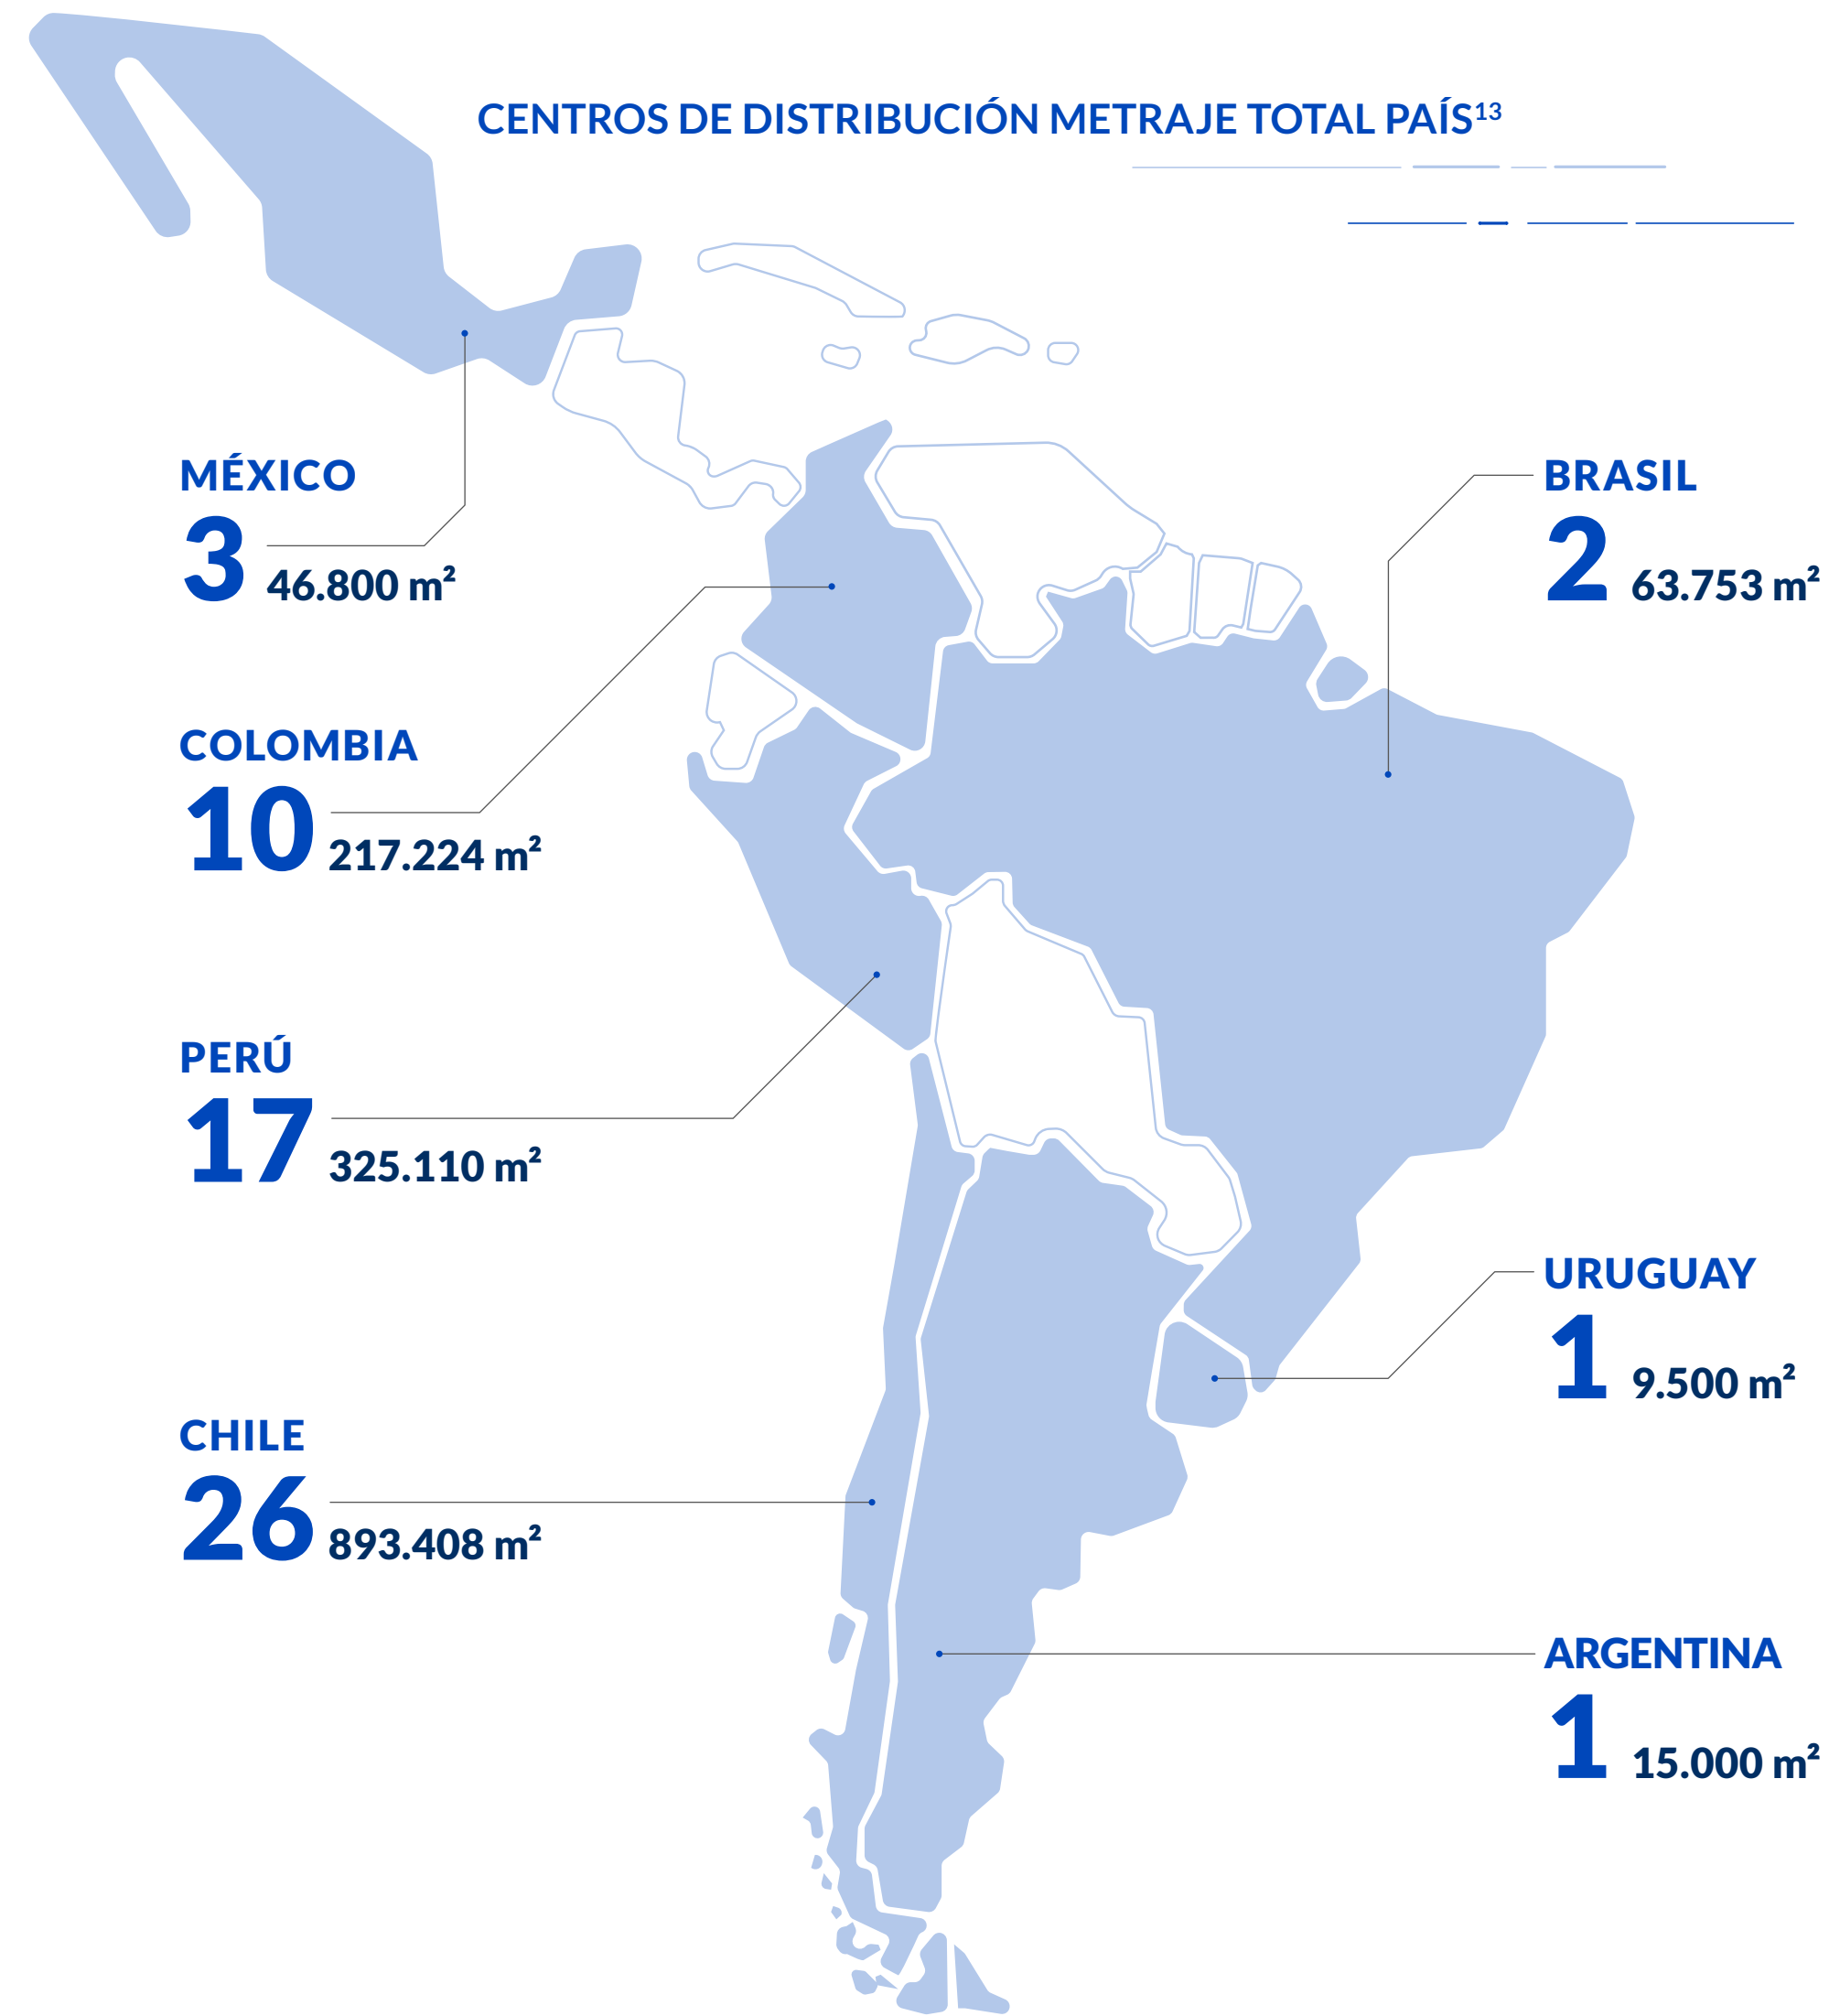 CENTROS DE DISTRIBUCIÓN METRAJE TOTAL PAÍS¹³
MÉXICO
3
46.800 m²
COLOMBIA
10
217.224 m²
PERÚ
17
325.110 m²
CHILE
26
893.408 m²
BRASIL
2
63.753 m²
URUGUAY
1
9.500 m²
ARGENTINA
1
15.000 m²